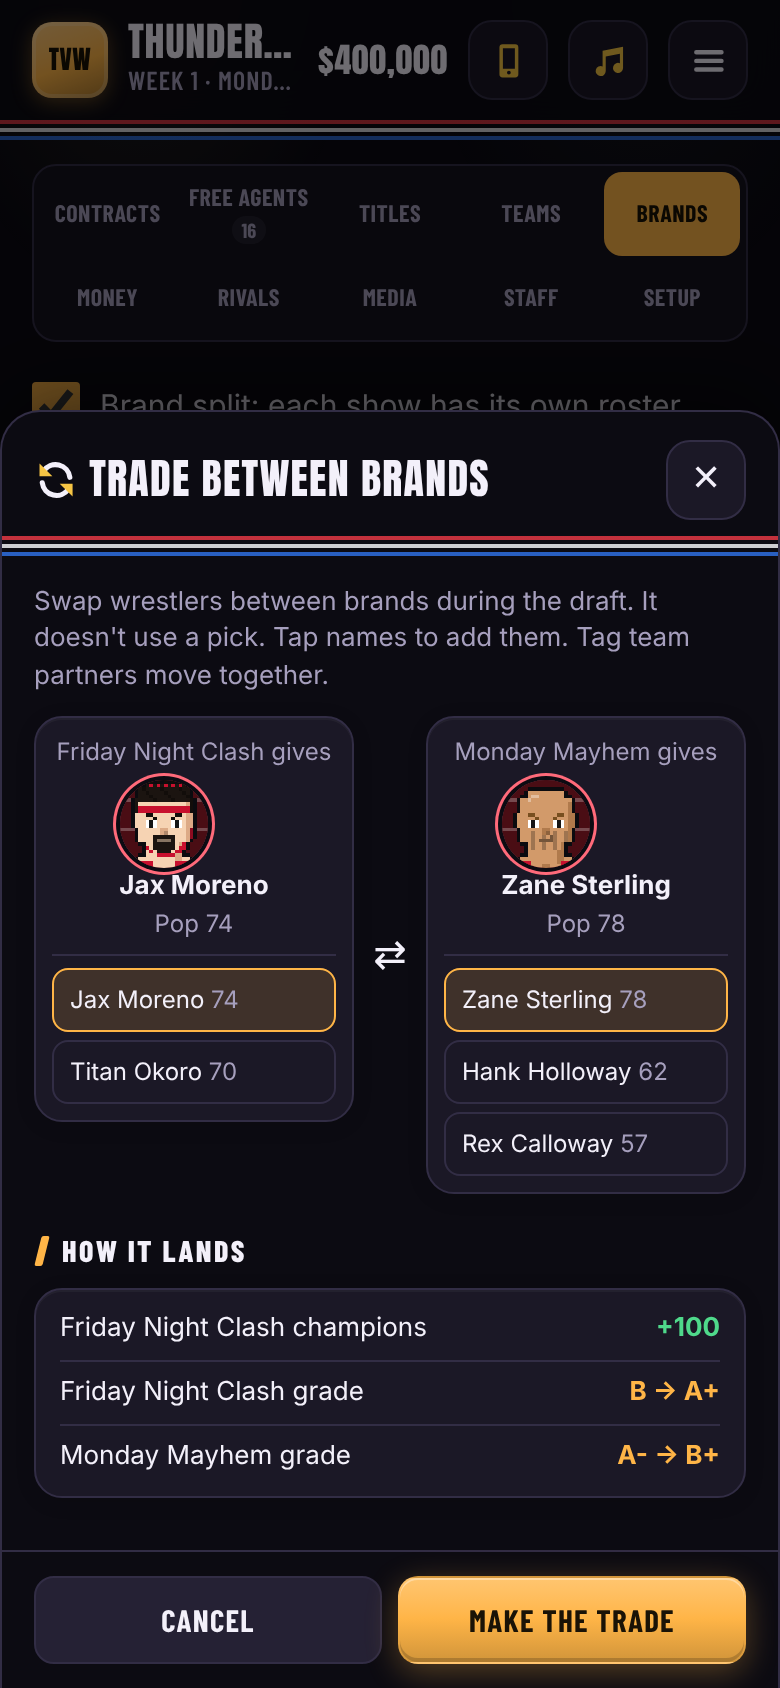 TVW
THUNDER...
WEEK 1 · MOND...
$400,000
CONTRACTS
FREE AGENTS
16
TITLES
TEAMS
BRANDS
MONEY
RIVALS
MEDIA
STAFF
SETUP
Brand split: each show has its own roster
TRADE BETWEEN BRANDS
Swap wrestlers between brands during the draft. It
doesn't use a pick. Tap names to add them. Tag team
partners move together.
Friday Night Clash gives
Jax Moreno
Pop 74
Jax Moreno 74
Titan Okoro 70
Monday Mayhem gives
Zane Sterling
Pop 78
Zane Sterling 78
Hank Holloway 62
Rex Calloway 57
HOW IT LANDS
Friday Night Clash champions +100
Friday Night Clash grade B → A+
Monday Mayhem grade A- → B+
CANCEL
MAKE THE TRADE